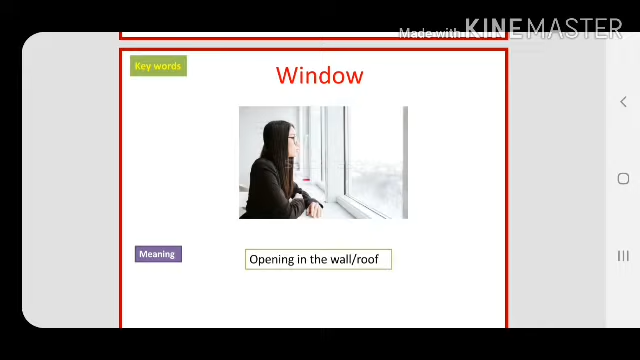 Made with KINEMASTER
Key words
Window
Meaning
Opening in the wall/roof